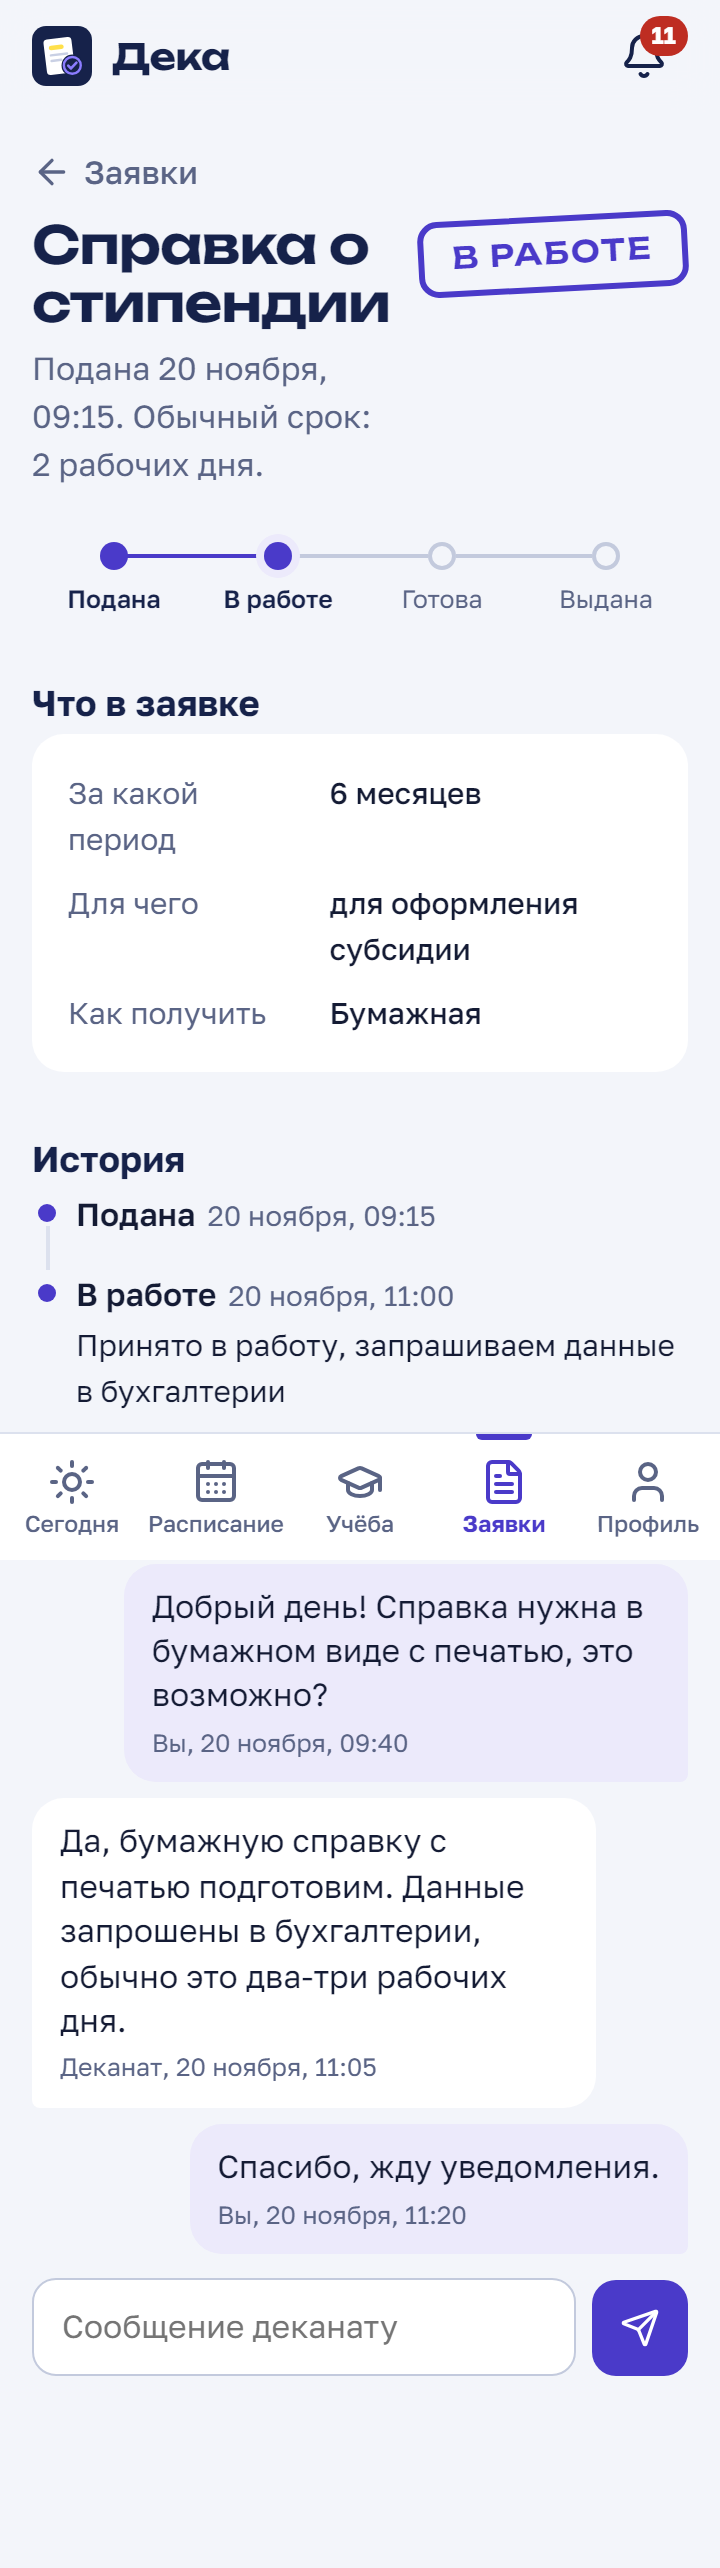 Дека
11
Заявки
Справка о
стипендии
В РАБОТЕ
Подана 20 ноября,
09:15. Обычный срок:
2 рабочих дня.
Подана
В работе
Готова
Выдана
Что в заявке
За какой
период
6 месяцев
Для чего
для оформления
субсидии
Как получить
Бумажная
История
Подана 20 ноября, 09:15
В работе 20 ноября, 11:00
Принято в работу, запрашиваем данные
в бухгалтерии
Сегодня
Расписание
Учёба
Заявки
Профиль
Добрый день! Справка нужна в
бумажном виде с печатью, это
возможно?
Вы, 20 ноября, 09:40
Да, бумажную справку с
печатью подготовим. Данные
запрошены в бухгалтерии,
обычно это два-три рабочих
дня.
Деканат, 20 ноября, 11:05
Спасибо, жду уведомления.
Вы, 20 ноября, 11:20
Сообщение деканату